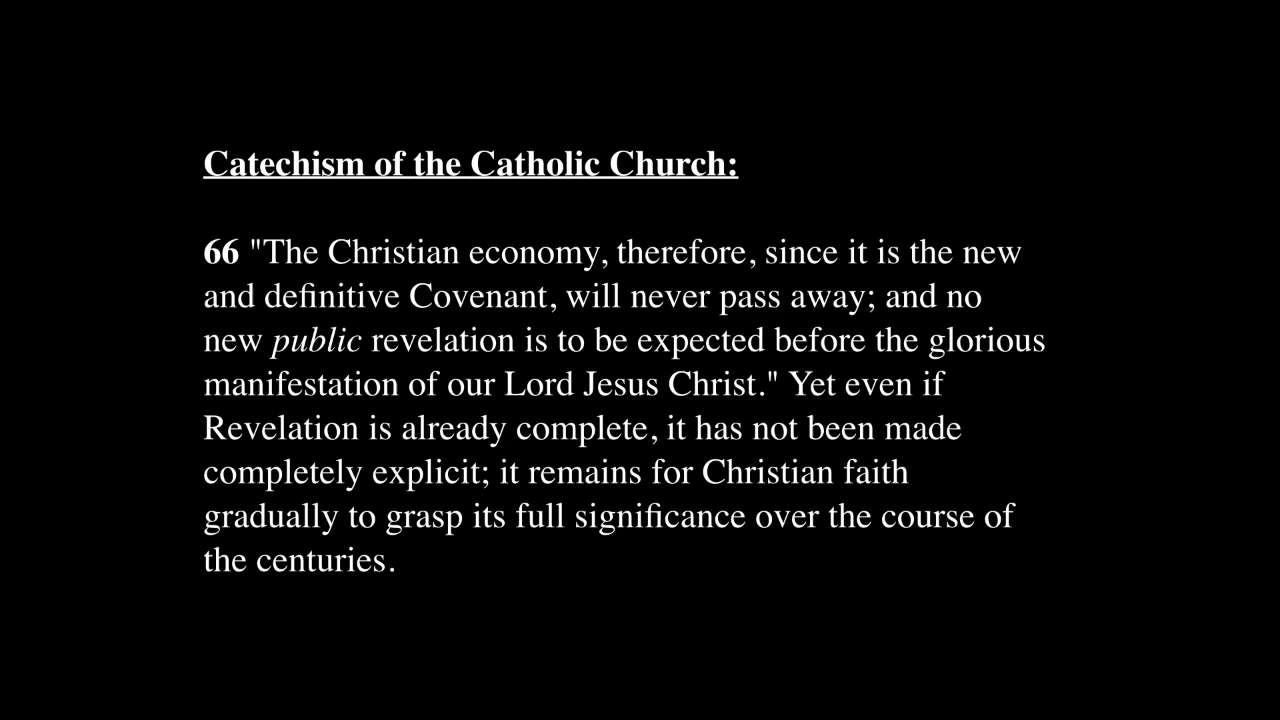 Catechism of the Catholic Church:
66 "The Christian economy, therefore, since it is the new
and definitive Covenant, will never pass away; and no
new public revelation is to be expected before the glorious
manifestation of our Lord Jesus Christ." Yet even if
Revelation is already complete, it has not been made
completely explicit; it remains for Christian faith
gradually to grasp its full significance over the course of
the centuries.